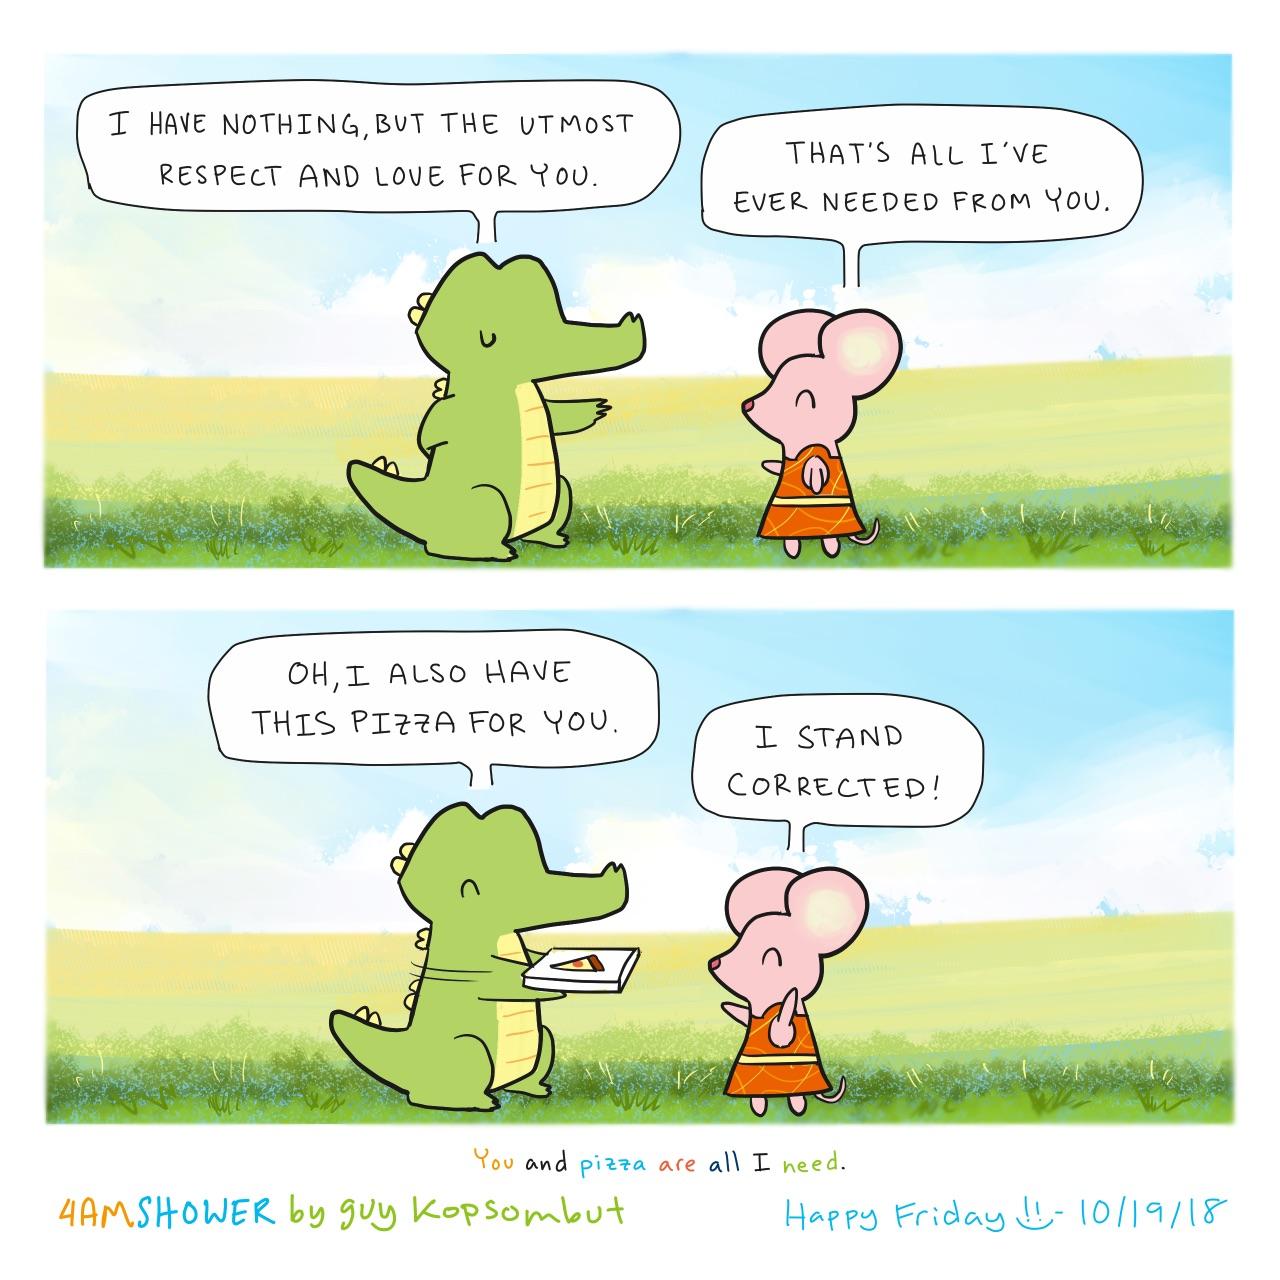 I HAVE NOTHING, BUT THE UTMOST
RESPECT AND LOVE FOR YOU.
THAT'S ALL I'VE
EVER NEEDED FROM YOU.
OH, I ALSO HAVE
THIS PIZZA FOR YOU.
I STAND
CORRECTED!
You and pizza are all I need.
4AMSHOWER by guy Kopsombut
Happy Friday !! - 10/19/18